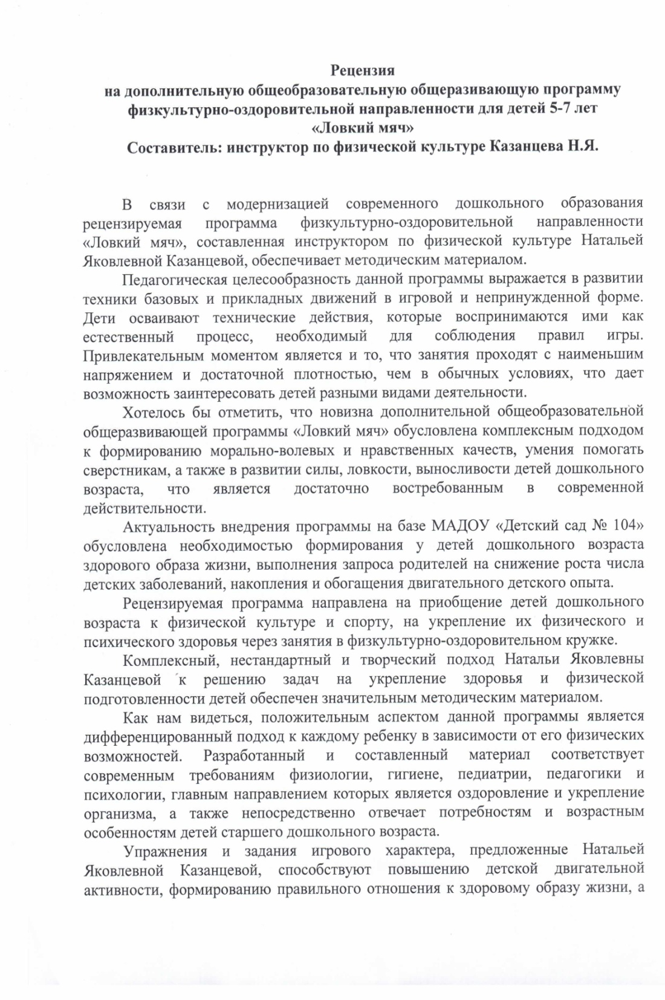 Рецензия
на дополнительную общеобразовательную общеразивающую программу
физкультурно-оздоровительной направленности для детей 5-7 лет
«Ловкий мяч»
Составитель: инструктор по физической культуре Казанцева Н.Я.
В связи с модернизацией современного дошкольного образования
рецензируемая программа физкультурно-оздоровительной направленности
«Ловкий мяч», составленная инструктором по физической культуре Натальей
Яковлевной Казанцевой, обеспечивает методическим материалом.
Педагогическая целесообразность данной программы выражается в развитии
техники базовых и прикладных движений в игровой и непринужденной форме.
Дети осваивают технические действия, которые воспринимаются ими как
естественный процесс, необходимый для соблюдения правил игры.
Привлекательным моментом является и то, что занятия проходят с наименьшим
напряжением и достаточной плотностью, чем в обычных условиях, что дает
возможность заинтересовать детей разными видами деятельности.
Хотелось бы отметить, что новизна дополнительной общеобразовательной
общеразвивающей программы «Ловкий мяч» обусловлена комплексным подходом
к формированию морально-волевых и нравственных качеств, умения помогать
сверстникам, а также в развитии силы, ловкости, выносливости детей дошкольного
возраста, что является достаточно востребованным в современной
действительности.
Актуальность внедрения программы на базе МАДОУ «Детский сад № 104»
обусловлена необходимостью формирования у детей дошкольного возраста
здорового образа жизни, выполнения запроса родителей на снижение роста числа
детских заболеваний, накопления и обогащения двигательного детского опыта.
Рецензируемая программа направлена на приобщение детей дошкольного
возраста к физической культуре и спорту, на укрепление их физического и
психического здоровья через занятия в физкультурно-оздоровительном кружке.
Комплексный, нестандартный и творческий подход Натальи Яковлевны
Казанцевой к решению задач на укрепление здоровья и физической
подготовленности детей обеспечен значительным методическим материалом.
Как нам видеться, положительным аспектом данной программы является
дифференцированный подход к каждому ребенку в зависимости от его физических
возможностей. Разработанный и составленный материал соответствует
современным требованиям физиологии, гигиене, педиатрии, педагогики и
психологии, главным направлением которых является оздоровление и укрепление
организма, а также непосредственно отвечает потребностям и возрастным
особенностям детей старшего дошкольного возраста.
Упражнения и задания игрового характера, предложенные Натальей
Яковлевной Казанцевой, способствуют повышению детской двигательной
активности, формированию правильного отношения к здоровому образу жизни, а